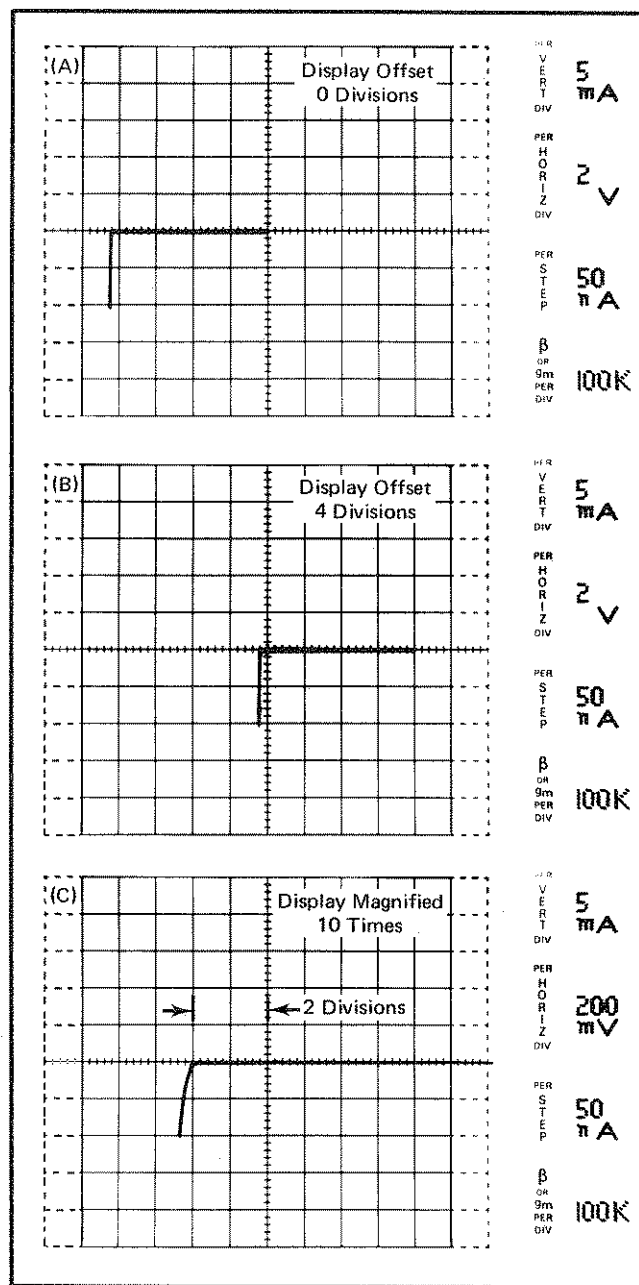 (A)
Display Offset
0 Divisions
PER
VERT
DIV
5
mA
PER
HORIZ
DIV
2
V
PER
STEP
50
nA
β
OR
gm
PER
DIV
100K
(B)
Display Offset
4 Divisions
PER
VERT
DIV
5
mA
PER
HORIZ
DIV
2
V
PER
STEP
50
nA
β
OR
gm
PER
DIV
100K
(C)
Display Magnified
10 Times
2 Divisions
PER
VERT
DIV
5
mA
PER
HORIZ
DIV
200
mV
PER
STEP
50
nA
β
OR
gm
PER
DIV
100K